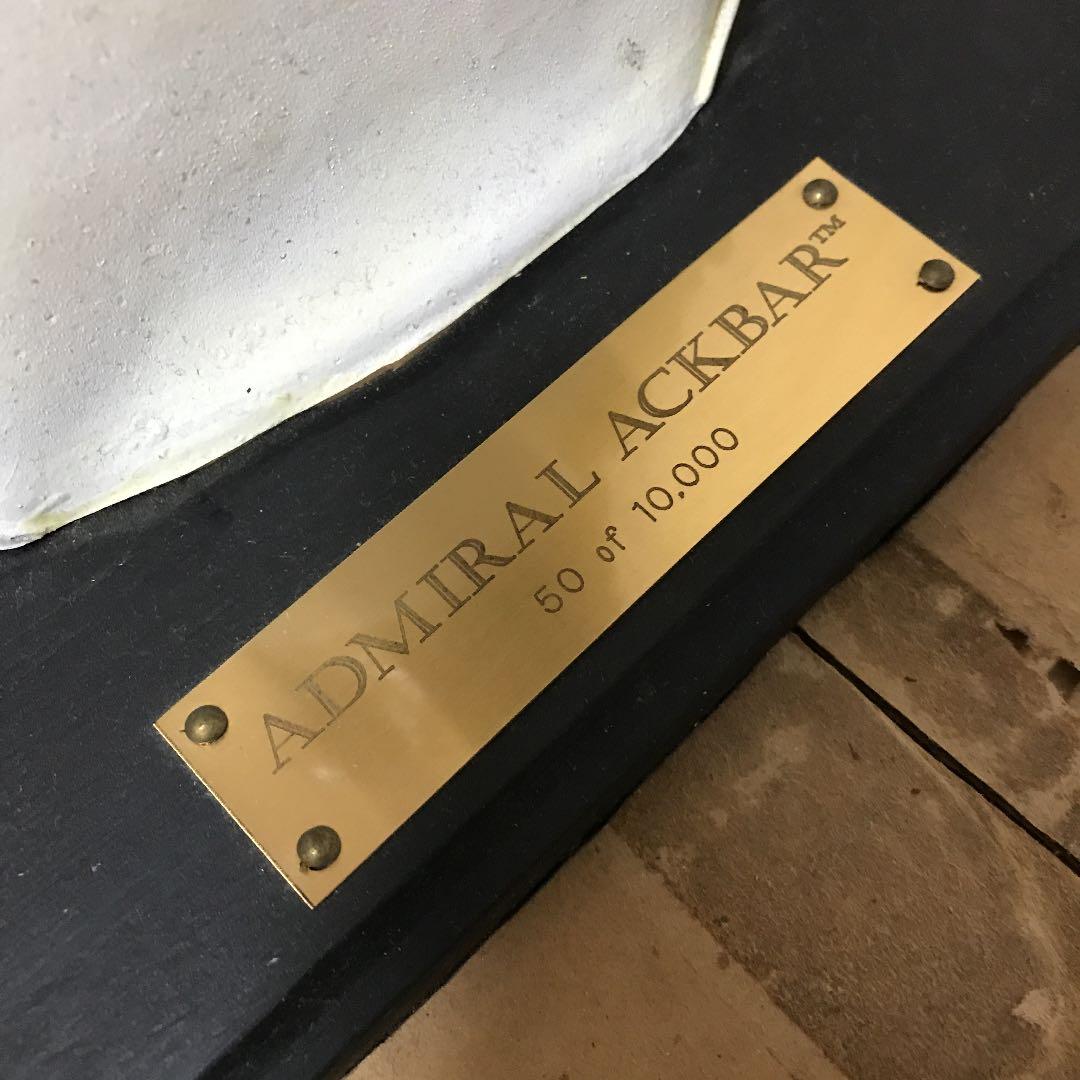 ADMIRAL ACKBAR™
50 of 10,000